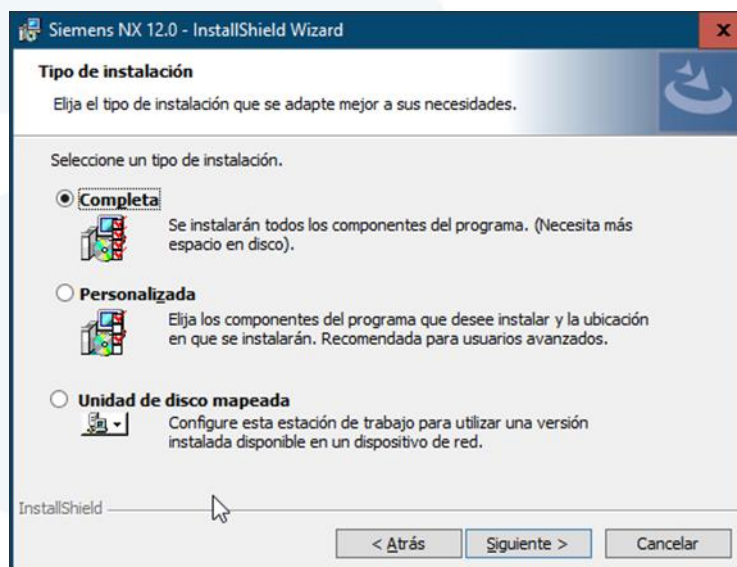 Siemens NX 12.0 - InstallShield Wizard
Tipo de instalación
Elija el tipo de instalación que se adapte mejor a sus necesidades.
Seleccione un tipo de instalación.
Completa
Se instalarán todos los componentes del programa. (Necesita más
espacio en disco).
Personalizada
Elija los componentes del programa que desee instalar y la ubicación
en que se instalarán. Recomendada para usuarios avanzados.
Unidad de disco mapeada
Configure esta estación de trabajo para utilizar una versión
instalada disponible en un dispositivo de red.
InstallShield
< Atrás Siguiente > Cancelar